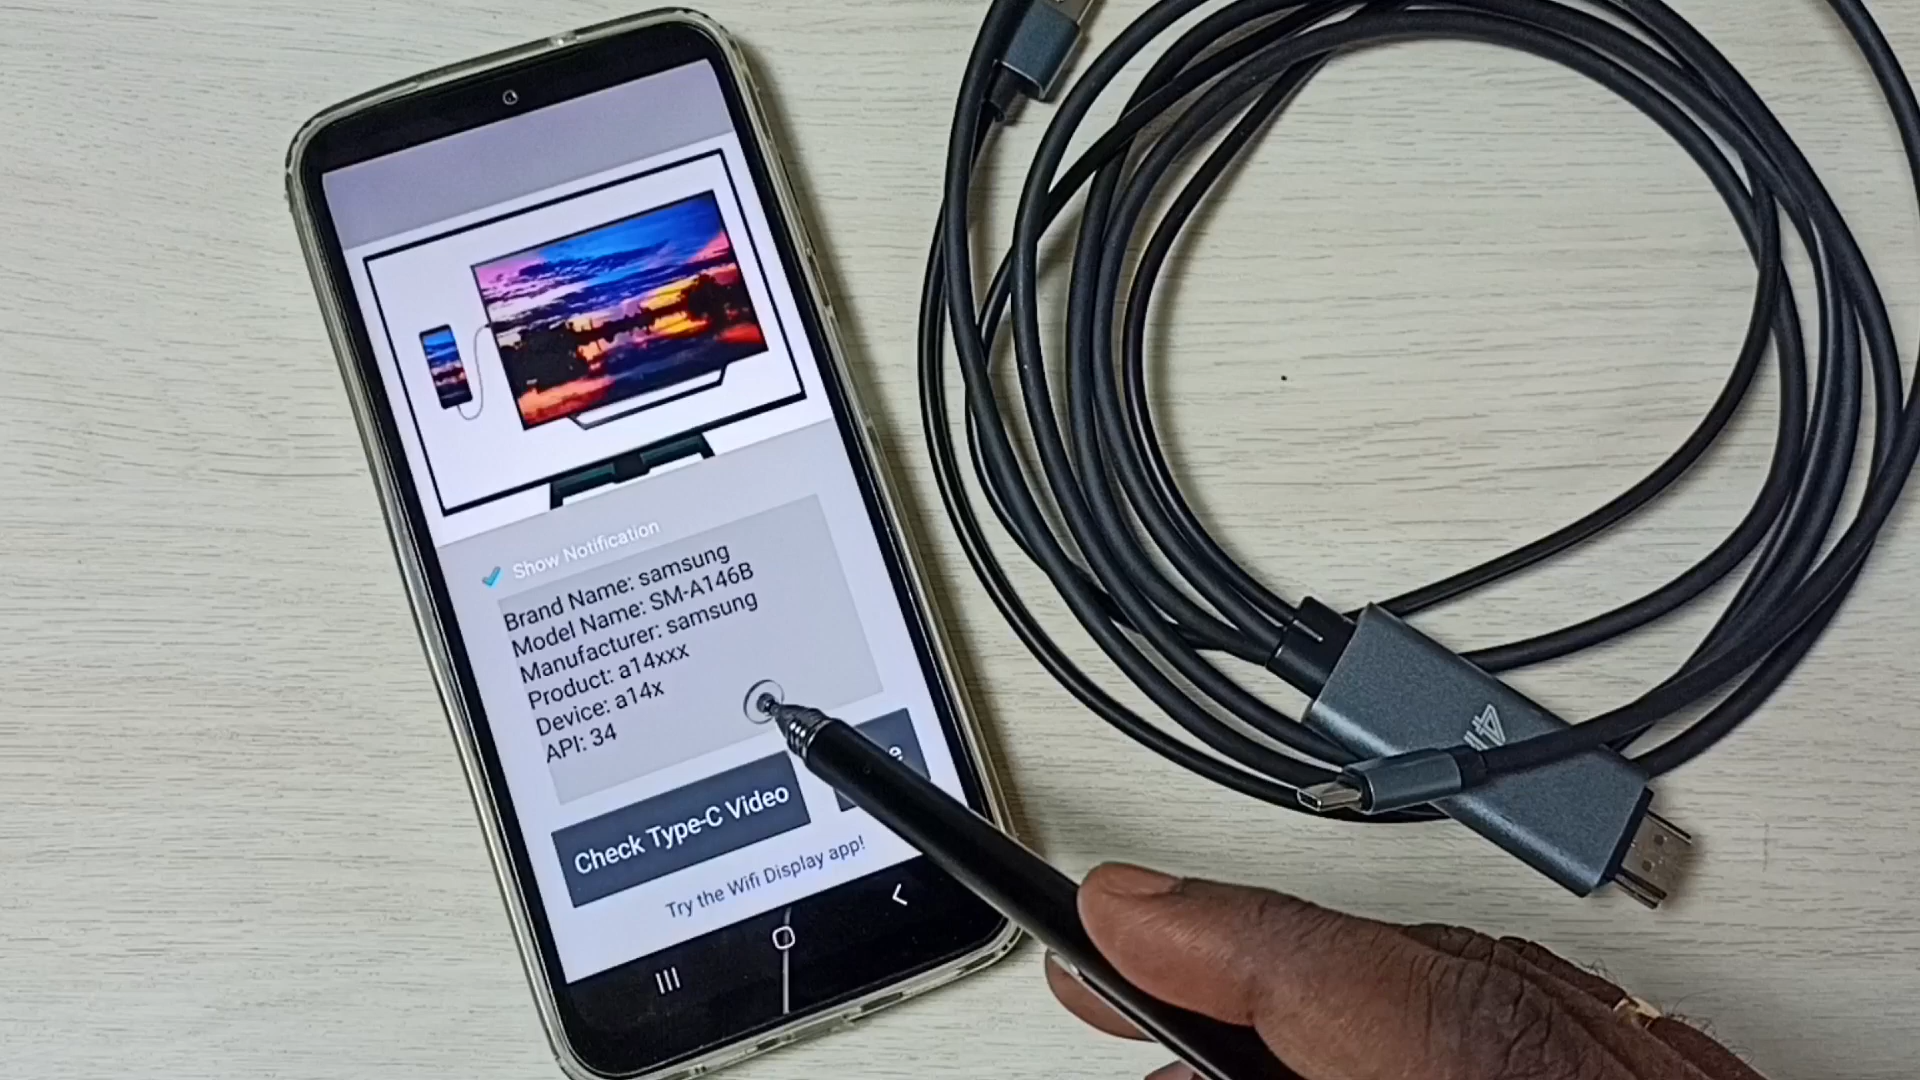 Show Notification
Brand Name: samsung
Model Name: SM-A146B
Manufacturer: samsung
Product: a14xxx
Device: a14x
API: 34
Check Type-C Video
Try the Wifi Display app!